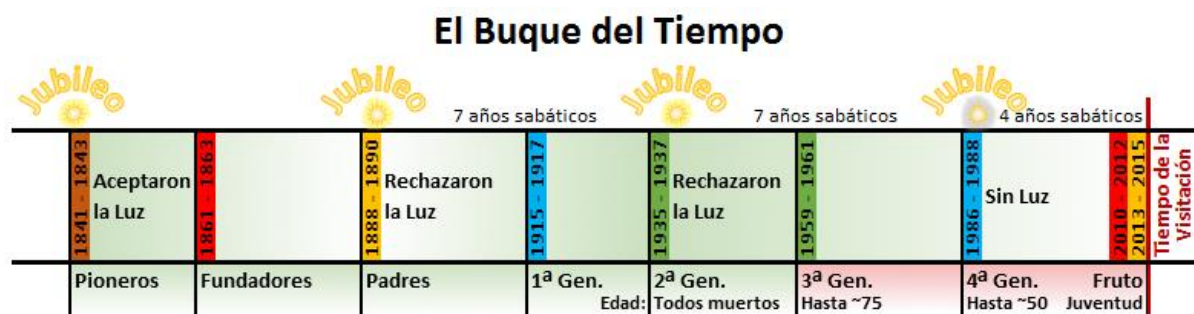 El Buque del Tiempo
Jubileo Jubileo Jubileo Jubileo
7 años sabáticos 7 años sabáticos 4 años sabáticos
1841 - 1843
Aceptaron
la Luz
1861 - 1863
1888 - 1890
Rechazaron
la Luz
1915 - 1917
1935 - 1937
Rechazaron
la Luz
1959 - 1961
1986 - 1988
Sin Luz
2010 - 2012
2013 - 2015
Tiempo de la
Visitación
Pioneros Fundadores Padres 1ª Gen. 2ª Gen. 3ª Gen. 4ª Gen. Fruto
Edad: Todos muertos Hasta ~75 Hasta ~50 Juventud